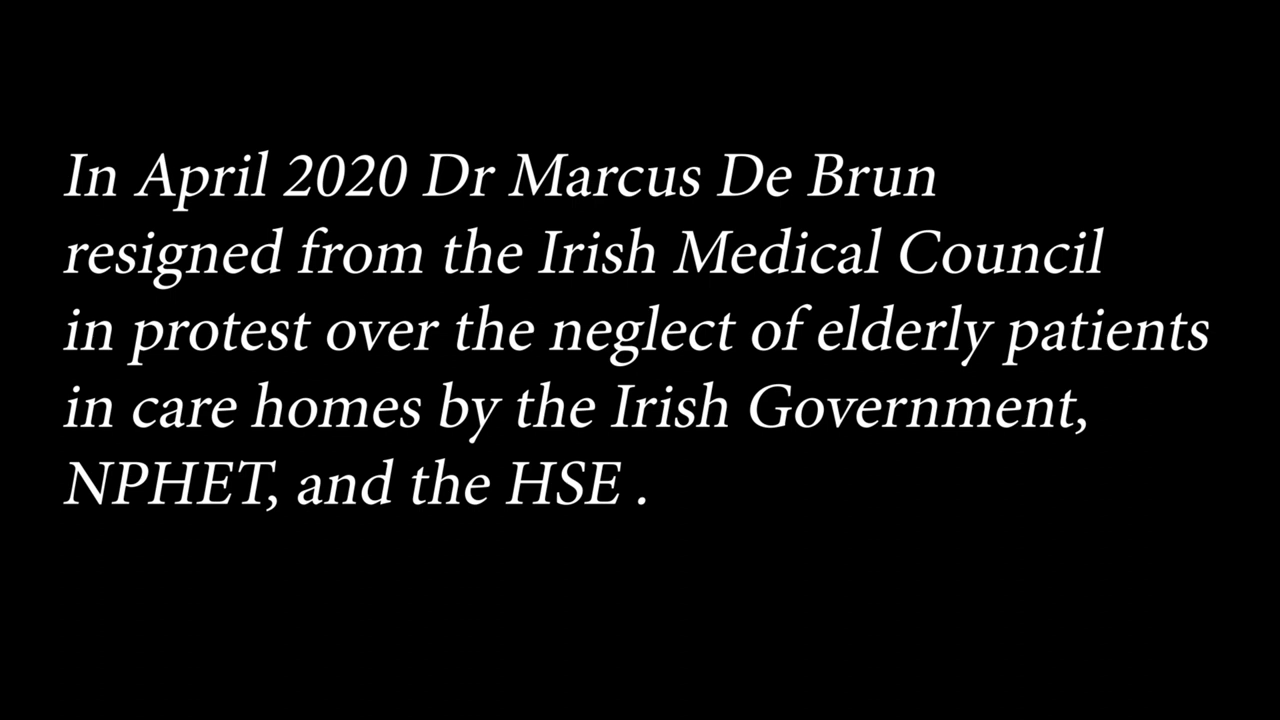 In April 2020 Dr Marcus De Brun
resigned from the Irish Medical Council
in protest over the neglect of elderly patients
in care homes by the Irish Government,
NPHET, and the HSE .